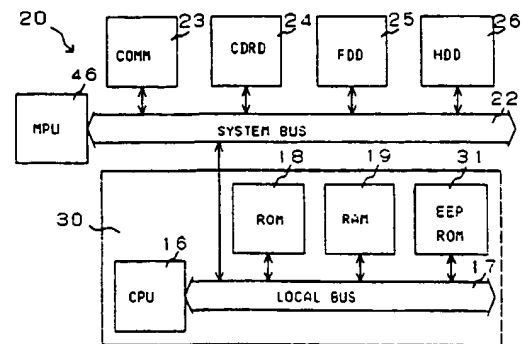 20
23
24
25
26
COMM
CDRD
FDD
HDD
46
MPU
22
SYSTEM BUS
30
18
19
31
ROM
RAM
EEP
ROM
16
CPU
17
LOCAL BUS